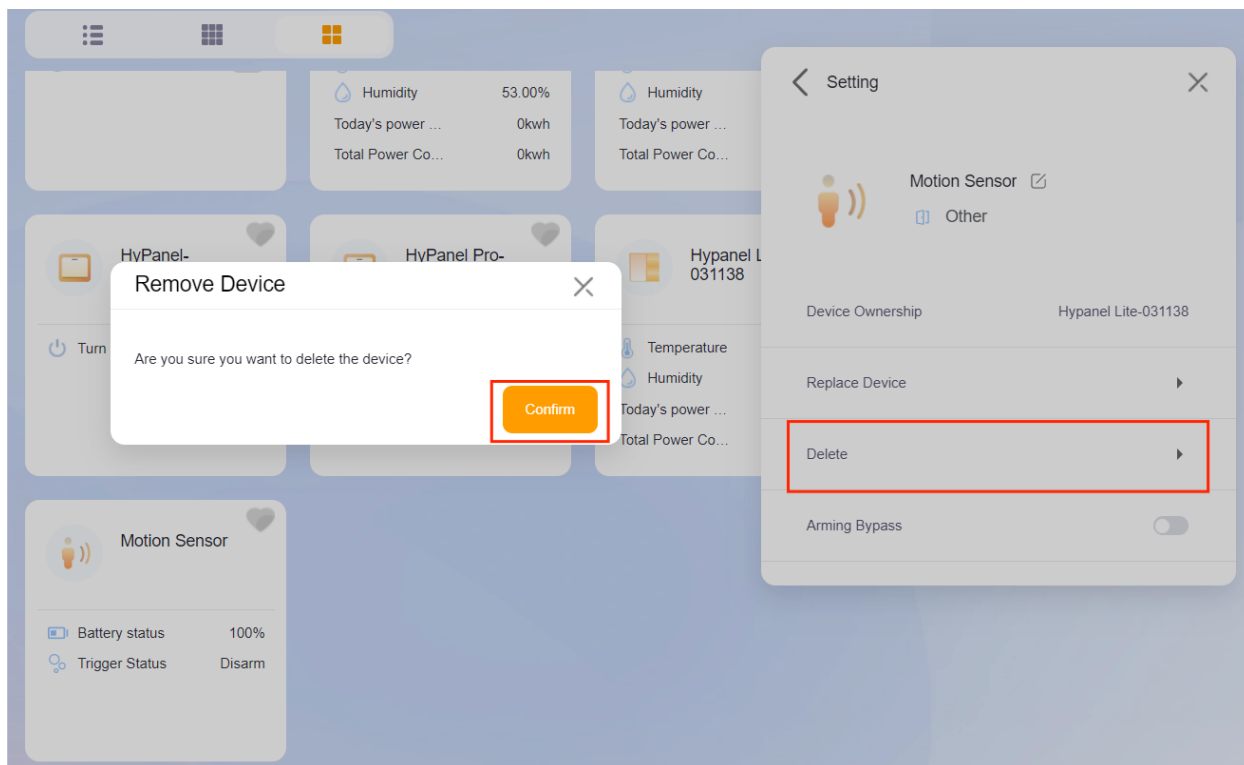 Humidity 53.00%
Today's power ... 0kwh
Total Power Co... 0kwh
Humidity
Today's power ...
Total Power Co...
HyPanel-
HyPanel Pro-
Hypanel L
031138
Turn
Temperature
Humidity
Today's power ...
Total Power Co...
Remove Device
Are you sure you want to delete the device?
Confirm
Motion Sensor
Battery status 100%
Trigger Status Disarm
Setting
Motion Sensor
Other
Device Ownership Hypanel Lite-031138
Replace Device
Delete
Arming Bypass